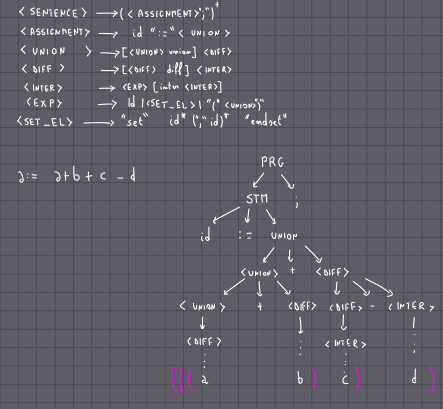 <SENTENCE> → (<ASSIGNMENT>";")⁺
<ASSIGNMENT> → id ":=" <UNION>
<UNION> → [<UNION> union] <DIFF>
<DIFF> → [<DIFF> diff] <INTER>
<INTER> → <EXP> [inter <INTER>]
<EXP> → Id |<SET_EL> | "(" <UNION>")"
<SET_EL> → "set" id* ("," id)* "endset"
a:= a+b+c-d
PRG
STM ;
id := UNION
<UNION> + <DIFF>
<UNION> + <DIFF> <DIFF> - <INTER>
<DIFF> ⋮ <INTER> ⋮
(((a b) c) d)